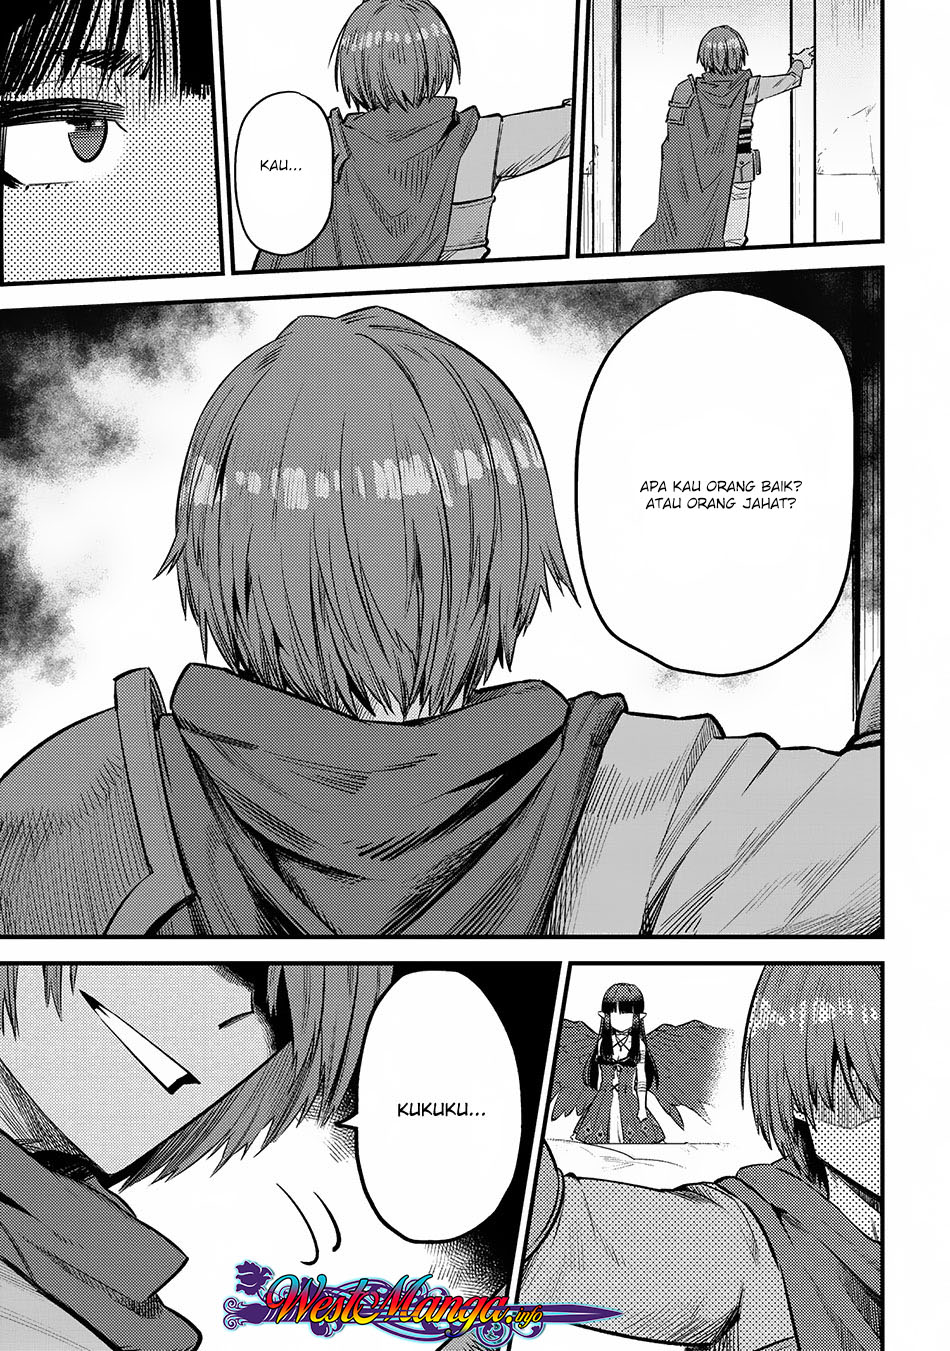 KAU...
APA KAU ORANG BAIK?
ATAU ORANG JAHAT?
KUKUKU...
WestManga.info